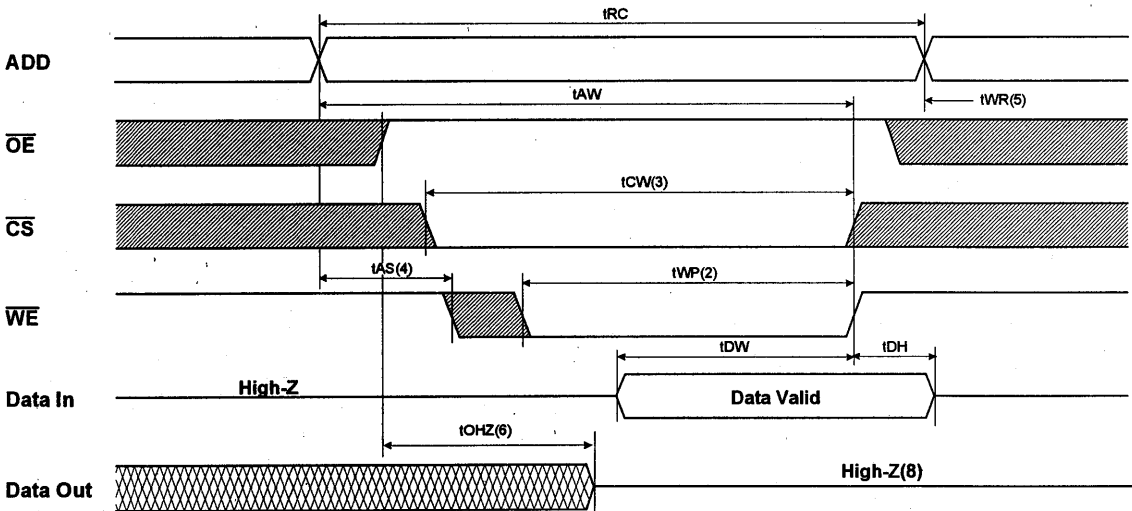 tRC
ADD
tAW
tWR(5)
OE
tCW(3)
CS
tAS(4)
tWP(2)
WE
tDW
tDH
High-Z
Data In
Data Valid
tOHZ(6)
High-Z(8)
Data Out